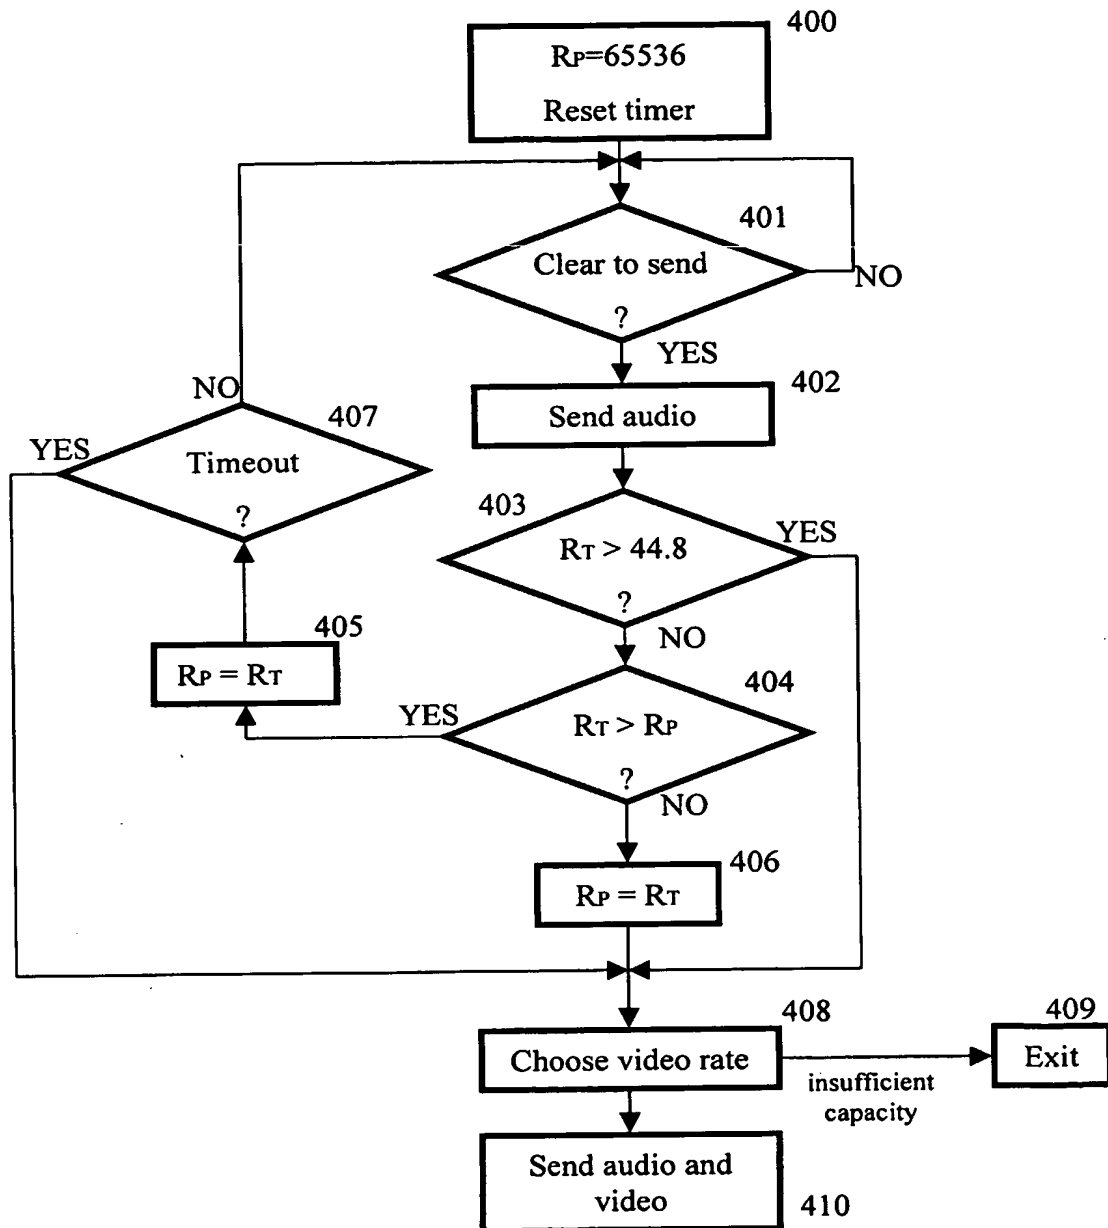 400
RP=65536
Reset timer
401
Clear to send
?
NO
YES
402
Send audio
NO
407
YES
Timeout
?
403
YES
RT > 44.8
?
NO
405
RP = RT
404
YES
RT > RP
?
NO
406
RP = RT
408
409
Choose video rate
Exit
insufficient
capacity
Send audio and
video
410